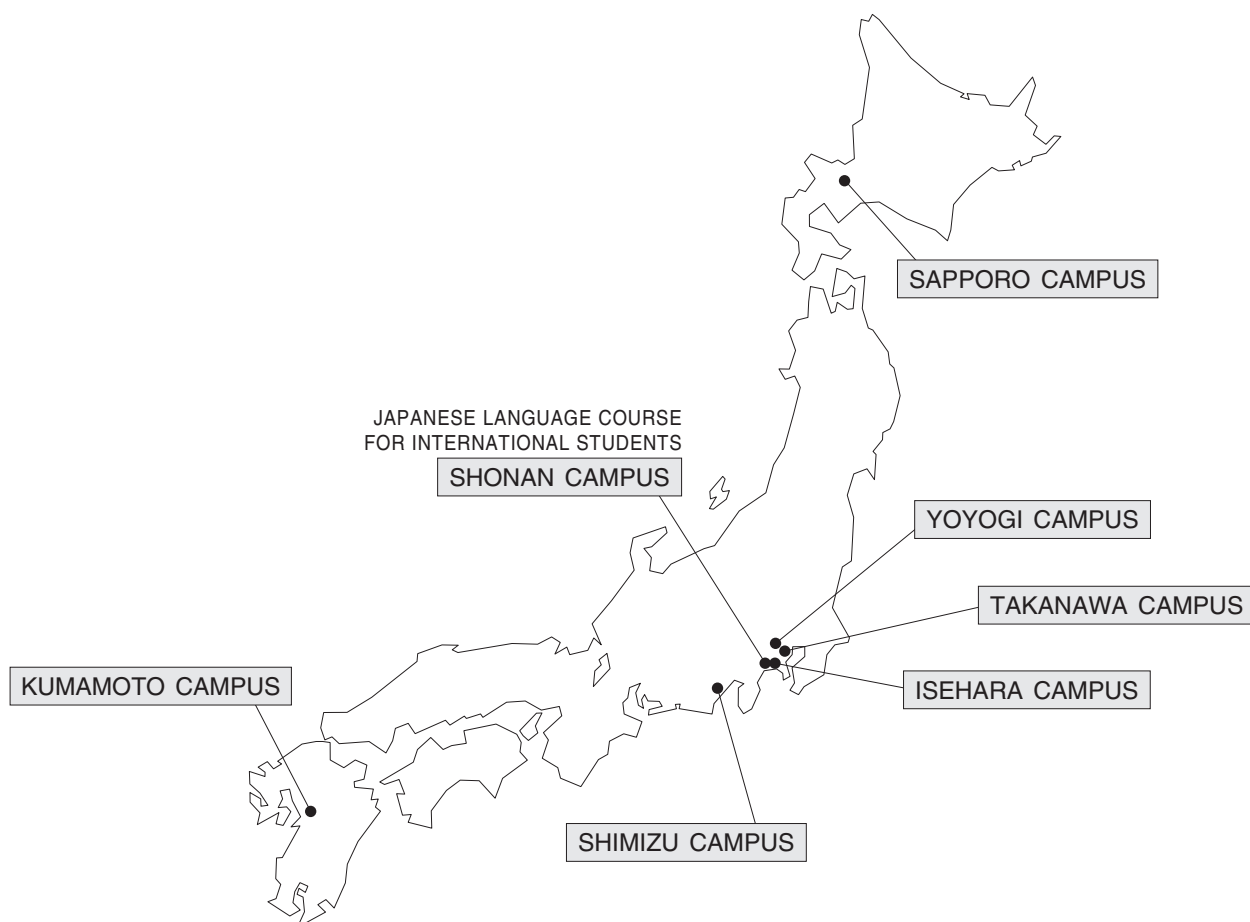 SAPPORO CAMPUS
JAPANESE LANGUAGE COURSE
FOR INTERNATIONAL STUDENTS
SHONAN CAMPUS
YOYOGI CAMPUS
TAKANAWA CAMPUS
KUMAMOTO CAMPUS
ISEHARA CAMPUS
SHIMIZU CAMPUS